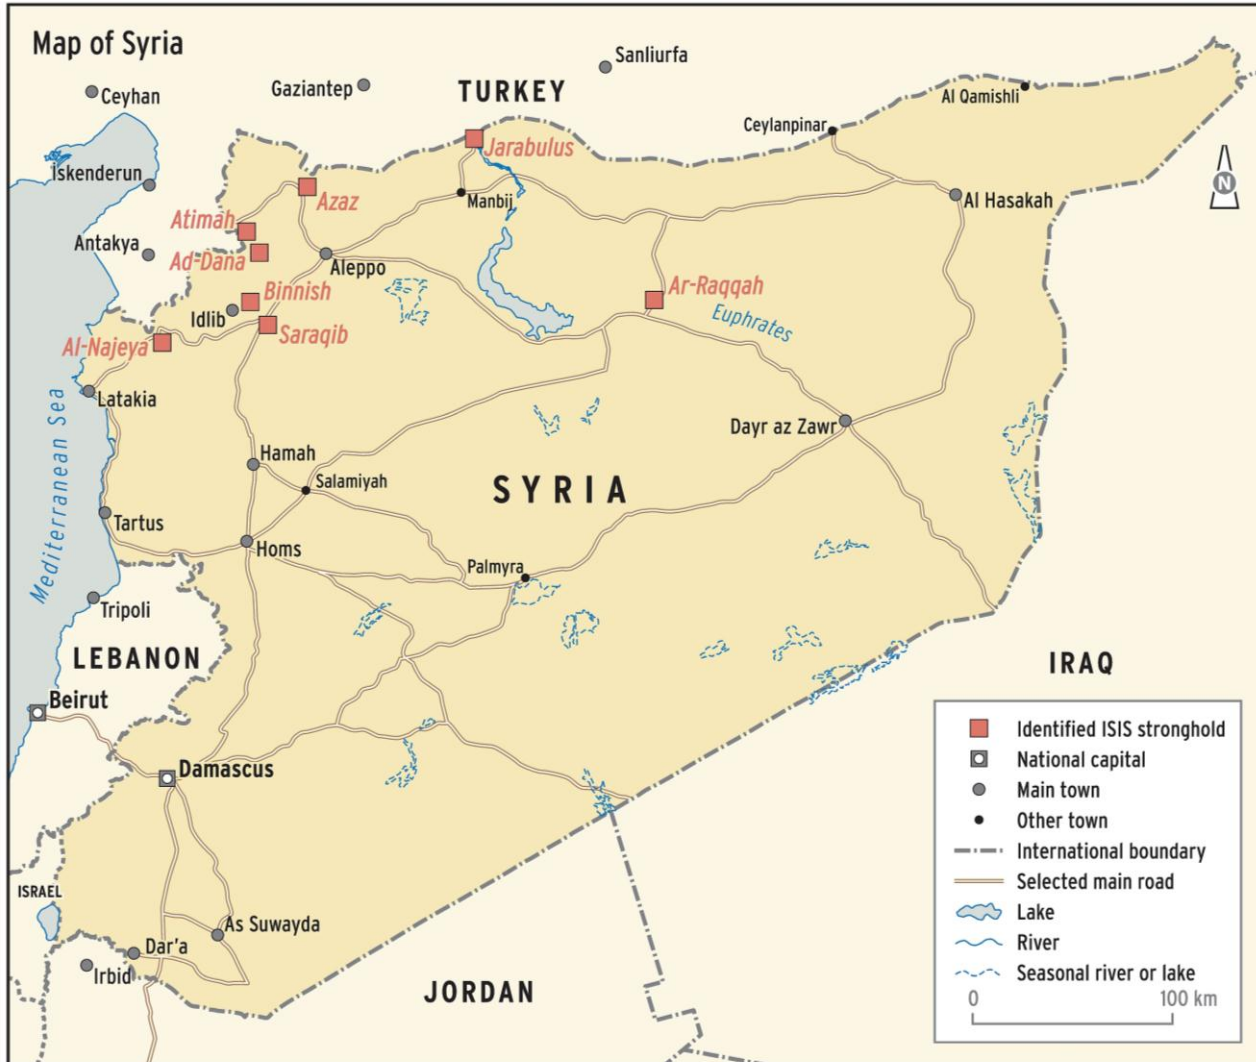 Map of Syria
Sanliurfa
Gaziantep
TURKEY
Ceyhan
Al Qamishli
Ceylanpinar
Jarabulus
İskenderun
Azaz
Manbij
Al Hasakah
N
Atimah
Antakya
Ad-Dana
Aleppo
Binnish
Ar-Raqqah
Idlib
Euphrates
Saraqib
Al-Najeya
Latakia
Mediterranean Sea
Dayr az Zawr
Hamah
Salamiyah
SYRIA
Tartus
Homs
Palmyra
Tripoli
LEBANON
IRAQ
Beirut
Damascus
ISRAEL
As Suwayda
Dar'a
Irbid
JORDAN
Identified ISIS stronghold
National capital
Main town
Other town
International boundary
Selected main road
Lake
River
Seasonal river or lake
0 100 km